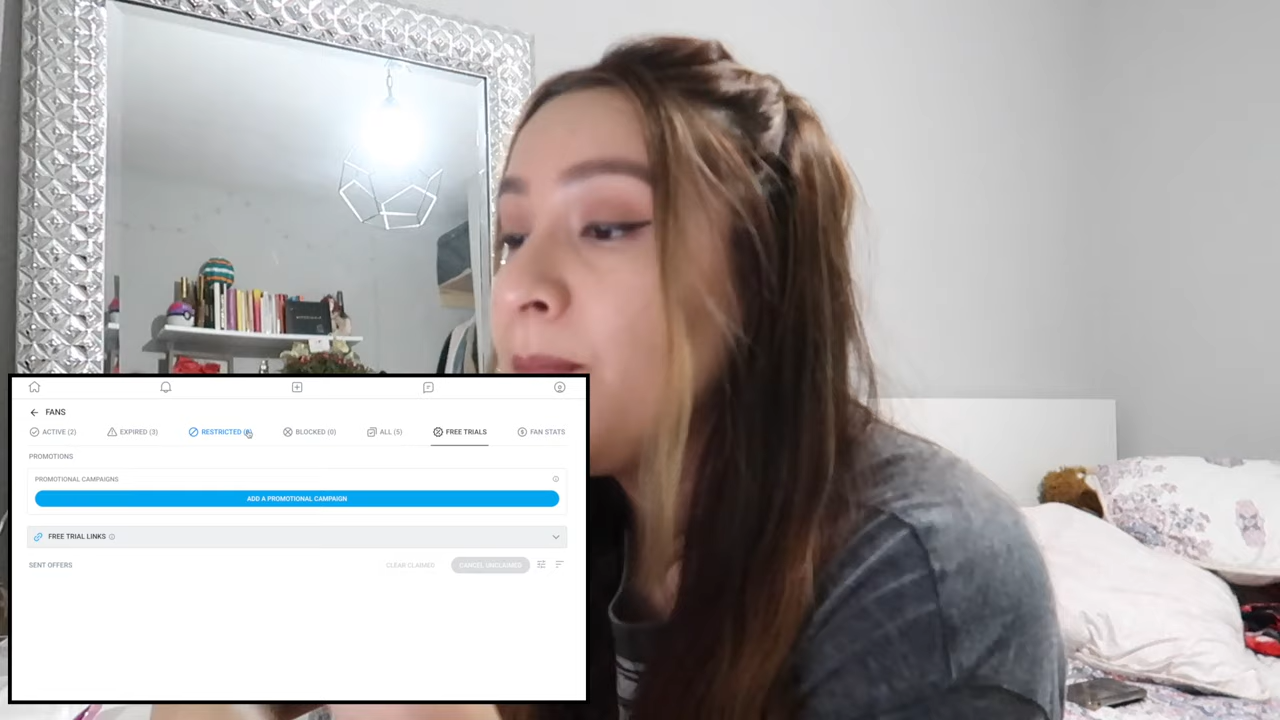 FANS
ACTIVE (2) EXPIRED (3) RESTRICTED BLOCKED (0) ALL (5) FREE TRIALS FAN STATS
PROMOTIONS
PROMOTIONAL CAMPAIGNS
ADD A PROMOTIONAL CAMPAIGN
FREE TRIAL LINKS
SENT OFFERS CLEAR CLAIMED CANCEL UNCLAIMED